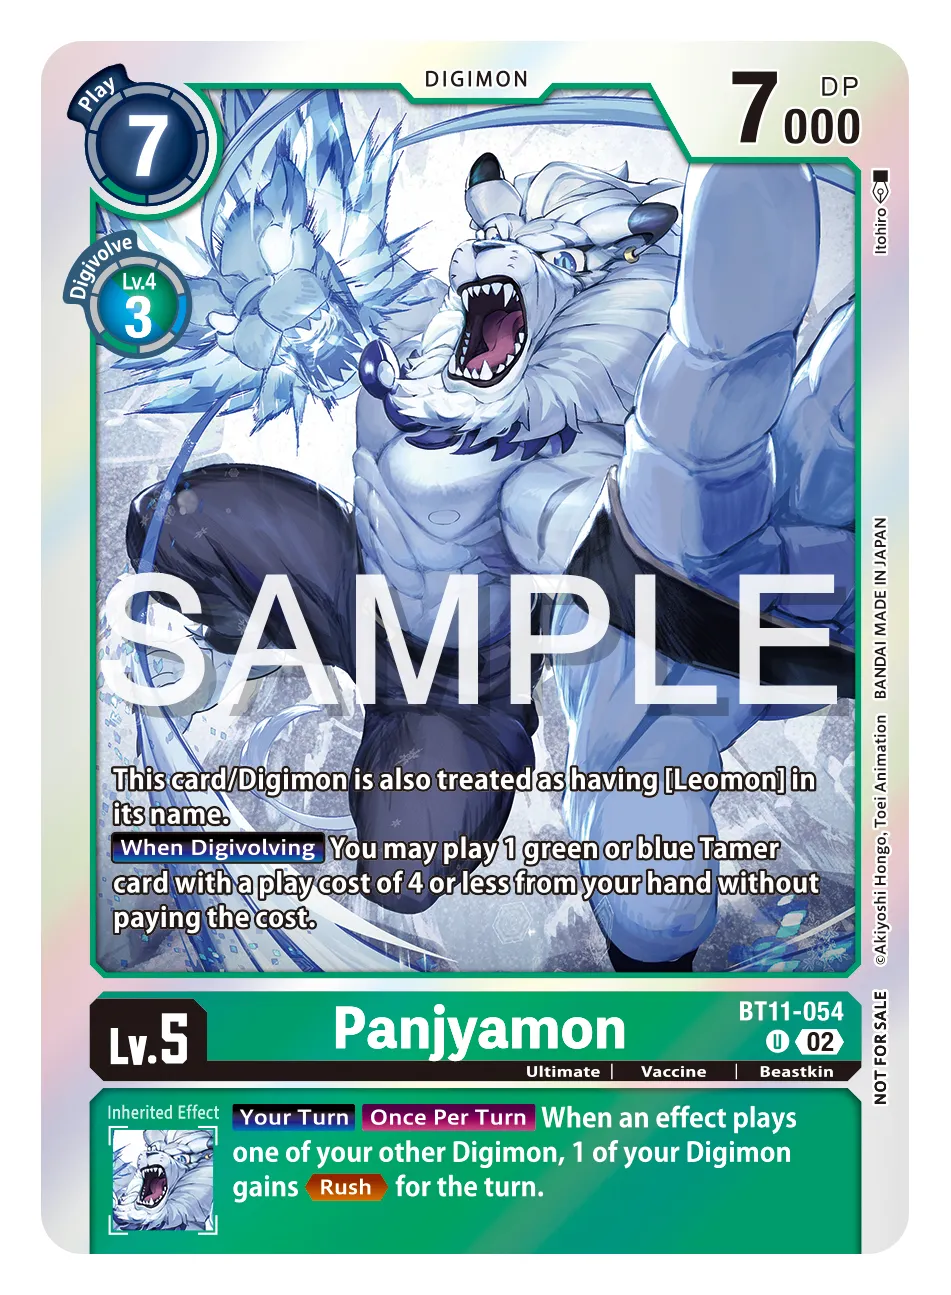 DIGIMON
Play
7
7000
DP
Digivolve
Lv.4
3
Itohiro
SAMPLE
BANDAI MADE IN JAPAN
©Akiyoshi Hongo, Toei Animation
NOT FOR SALE
This card/Digimon is also treated as having [Leomon] in
its name.
When Digivolving You may play 1 green or blue Tamer
card with a play cost of 4 or less from your hand without
paying the cost.
Lv.5
Panjyamon
BT11-054
U 02
Ultimate | Vaccine | Beastkin
Inherited Effect
Your Turn Once Per Turn When an effect plays
one of your other Digimon, 1 of your Digimon
gains Rush for the turn.